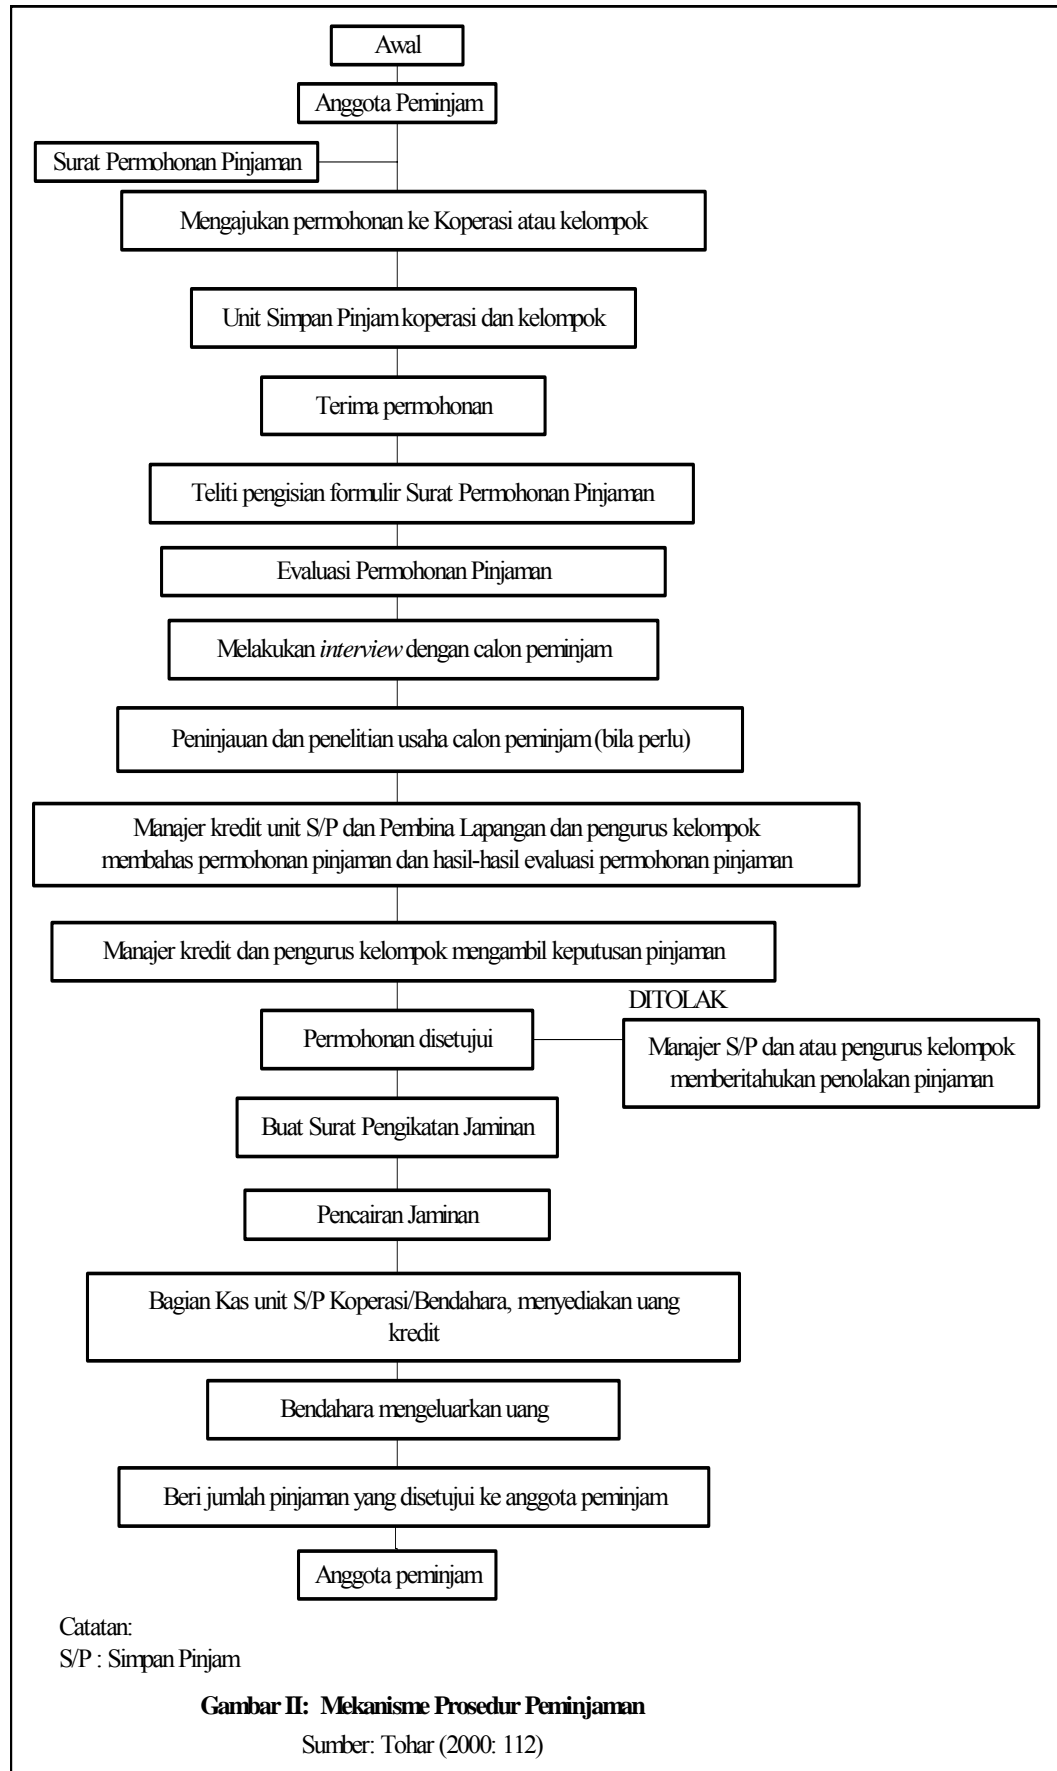 Awal
Anggota Peminjam
Surat Permohonan Pinjaman
Mengajukan permohonan ke Koperasi atau kelompok
Unit Simpan Pinjam koperasi dan kelompok
Terima permohonan
Teliti pengisian formulir Surat Permohonan Pinjaman
Evaluasi Permohonan Pinjaman
Melakukan interview dengan calon peminjam
Peninjauan dan penelitian usaha calon peminjam (bila perlu)
Manajer kredit unit S/P dan Pembina Lapangan dan pengurus kelompok
membahas permohonan pinjaman dan hasil-hasil evaluasi permohonan pinjaman
Manajer kredit dan pengurus kelompok mengambil keputusan pinjaman
Permohonan disetujui
DITOLAK
Manajer S/P dan atau pengurus kelompok
memberitahukan penolakan pinjaman
Buat Surat Pengikatan Jaminan
Pencairan Jaminan
Bagian Kas unit S/P Koperasi/Bendahara, menyediakan uang
kredit
Bendahara mengeluarkan uang
Beri jumlah pinjaman yang disetujui ke anggota peminjam
Anggota peminjam
Catatan:
S/P : Simpan Pinjam
Gambar II: Mekanisme Prosedur Peminjaman
Sumber: Tohar (2000: 112)